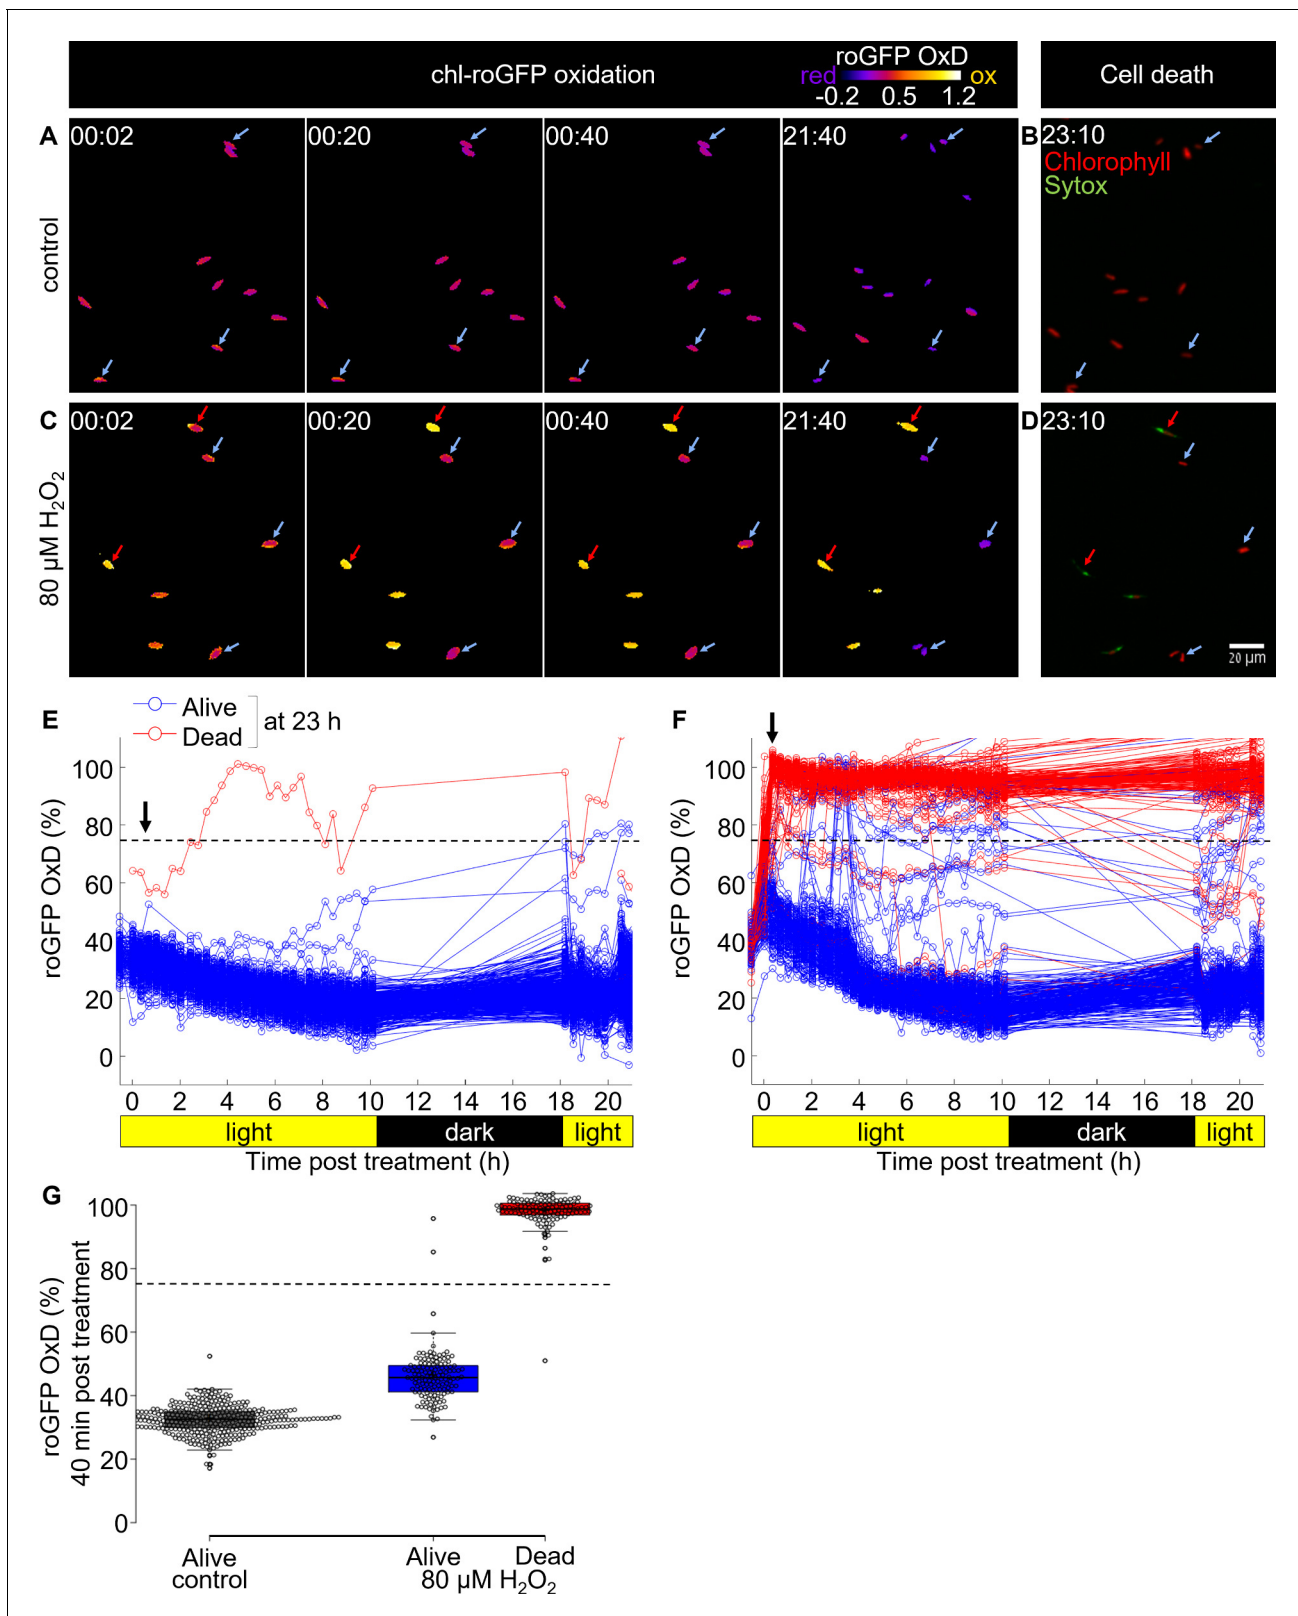 chl-roGFP oxidation
roGFP OxD
red
ox
-0.2 0.5 1.2
Cell death
A
control
00:02
00:20
00:40
21:40
B
23:10
Chlorophyll
Sytox
C
80 µM H₂O₂
00:02
00:20
00:40
21:40
D
23:10
20 µm
E
Alive
Dead
at 23 h
roGFP OxD (%)
100
80
60
40
20
0
0 2 4 6 8 10 12 14 16 18 20
light dark light
Time post treatment (h)
F
roGFP OxD (%)
100
80
60
40
20
0
0 2 4 6 8 10 12 14 16 18 20
light dark light
Time post treatment (h)
G
roGFP OxD (%)
40 min post treatment
100
80
60
40
20
0
Alive
control
Alive Dead
80 µM H₂O₂